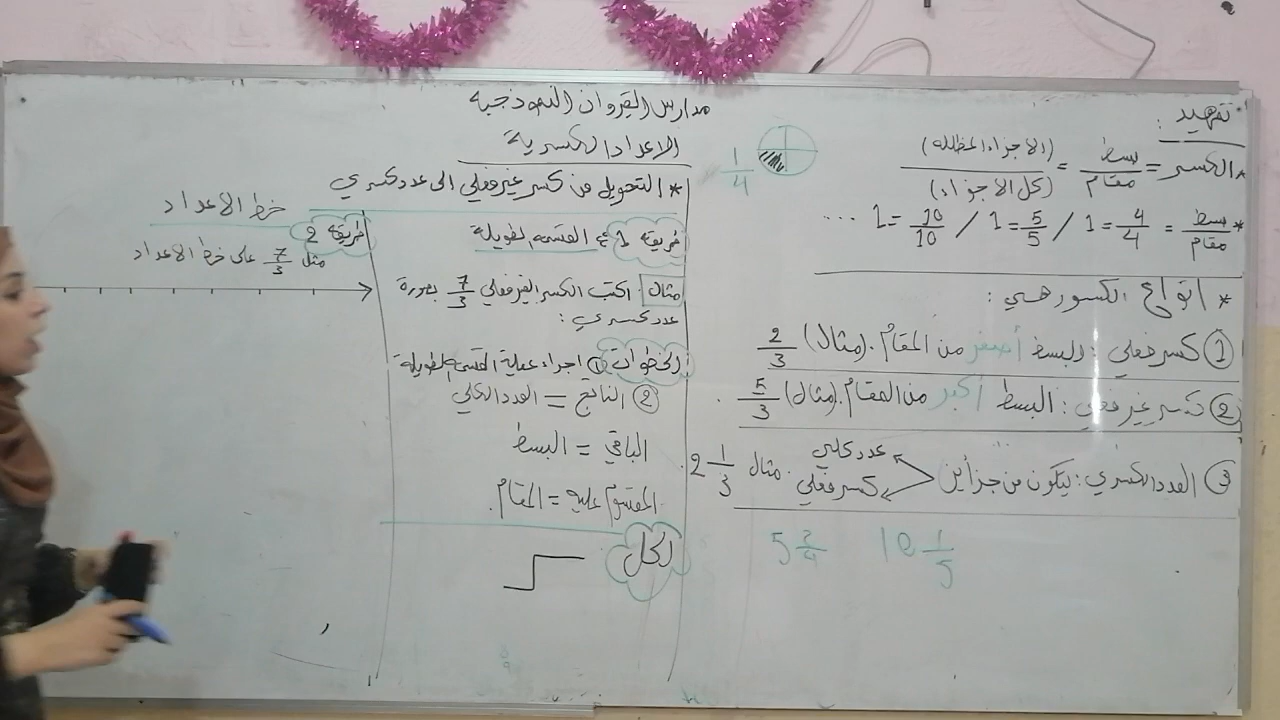 مدارس القيروان النموذجية
الاعداد الكسرية
تمهيد :
* الكسر = بسط / مقام = (الاجزاء المظللة) / (كل الاجزاء)
1/4
* بسط / مقام = 4/4 = 1 / 5/5 = 1 / 10/10 = 1 ...
* انواع الكسور هي :
① كسر فعلي : البسط أصغر من المقام . (مثال) 2/3
② كسر غير فعلي : البسط أكبر من المقام . (مثال) 5/3
③ العدد الكسري : يتكون من جزأين
عدد كلي
كسر فعلي
. مثال 2 1/3
10 1/5
* التحويل من كسر غير فعلي الى عدد كسري
طريقة 1 القسمة الطويلة
مثال : اكتب الكسر الغير فعلي 7/3 بصورة
عدد كسري :
الخطوات ① اجراء عملية القسمة الطويلة
② الناتج = العدد الكلي
الباقي = البسط
المقسوم عليه = المقام .
الحل
طريقة 2 خط الاعداد
مثل 7/3 على خط الاعداد